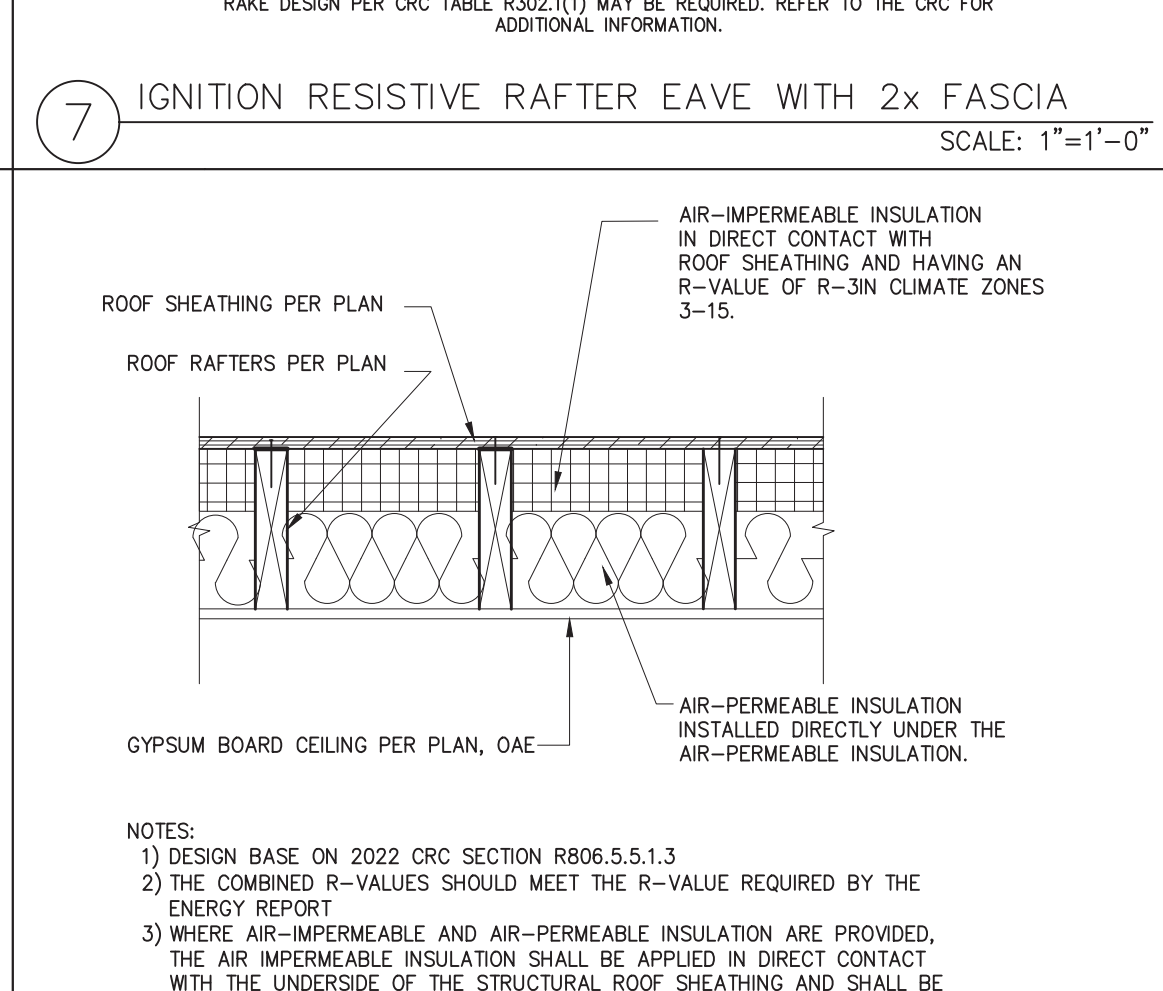 RAKE DESIGN PER CRC TABLE R302.1(1) MAY BE REQUIRED. REFER TO THE CRC FOR
ADDITIONAL INFORMATION.
7
IGNITION RESISTIVE RAFTER EAVE WITH 2x FASCIA
SCALE: 1"=1'-0"
AIR-IMPERMEABLE INSULATION
IN DIRECT CONTACT WITH
ROOF SHEATHING AND HAVING AN
R-VALUE OF R-3IN CLIMATE ZONES
3-15.
ROOF SHEATHING PER PLAN
ROOF RAFTERS PER PLAN
AIR-PERMEABLE INSULATION
INSTALLED DIRECTLY UNDER THE
AIR-PERMEABLE INSULATION.
GYPSUM BOARD CEILING PER PLAN, OAE
NOTES:
1) DESIGN BASE ON 2022 CRC SECTION R806.5.5.1.3
2) THE COMBINED R-VALUES SHOULD MEET THE R-VALUE REQUIRED BY THE
ENERGY REPORT
3) WHERE AIR-IMPERMEABLE AND AIR-PERMEABLE INSULATION ARE PROVIDED,
THE AIR IMPERMEABLE INSULATION SHALL BE APPLIED IN DIRECT CONTACT
WITH THE UNDERSIDE OF THE STRUCTURAL ROOF SHEATHING AND SHALL BE